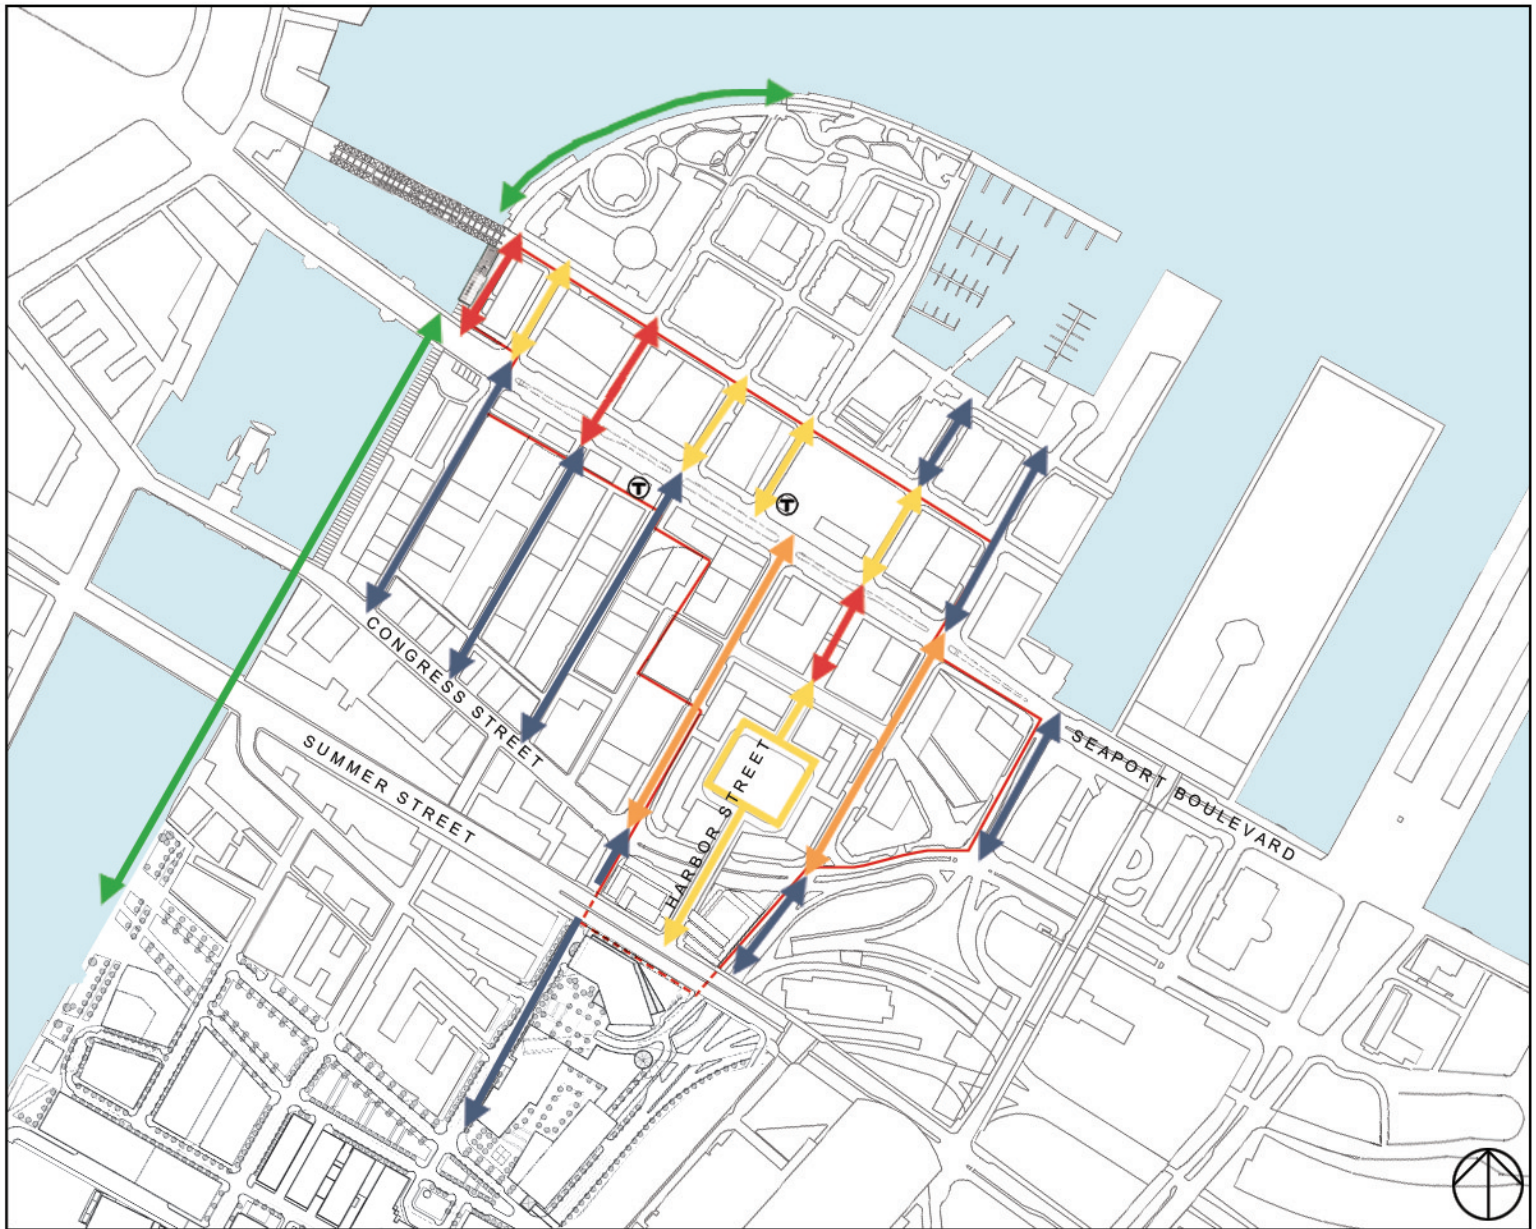 T
T
CONGRESS STREET
SUMMER STREET
HARBOR STREET
SEAPORT BOULEVARD